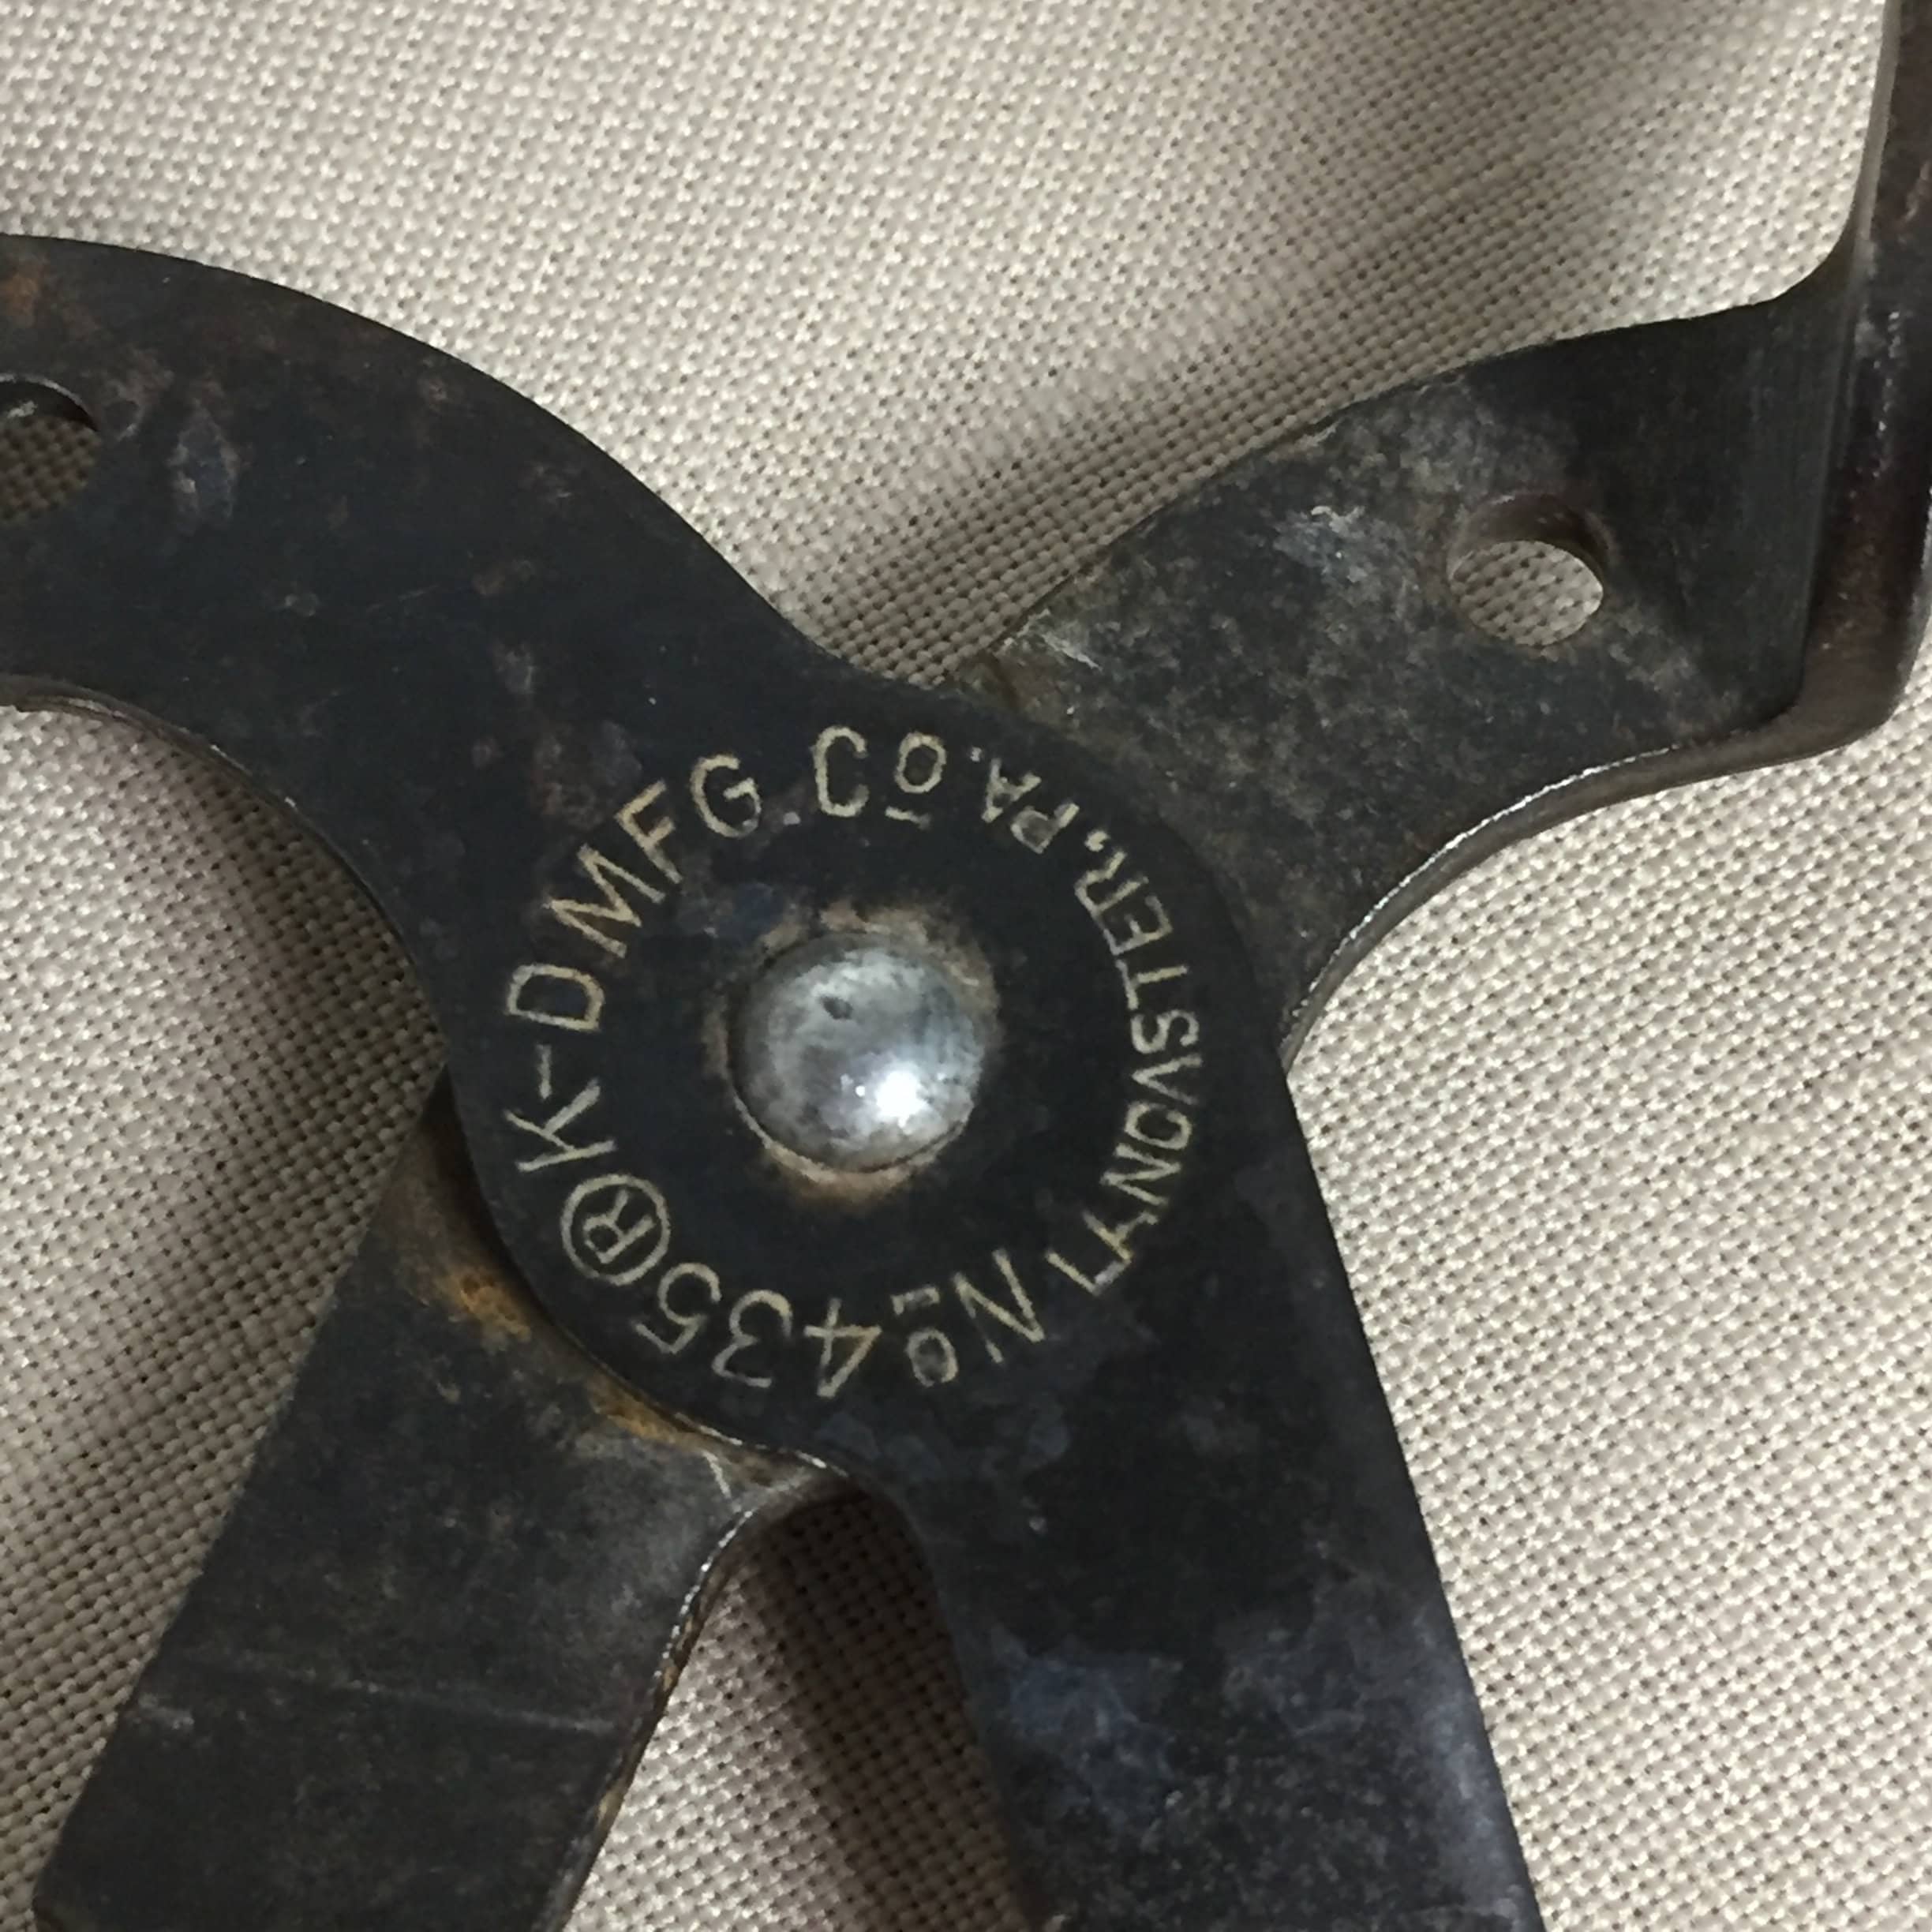 K-D MFG. Co.
LANCASTER, PA.
No 435 ®